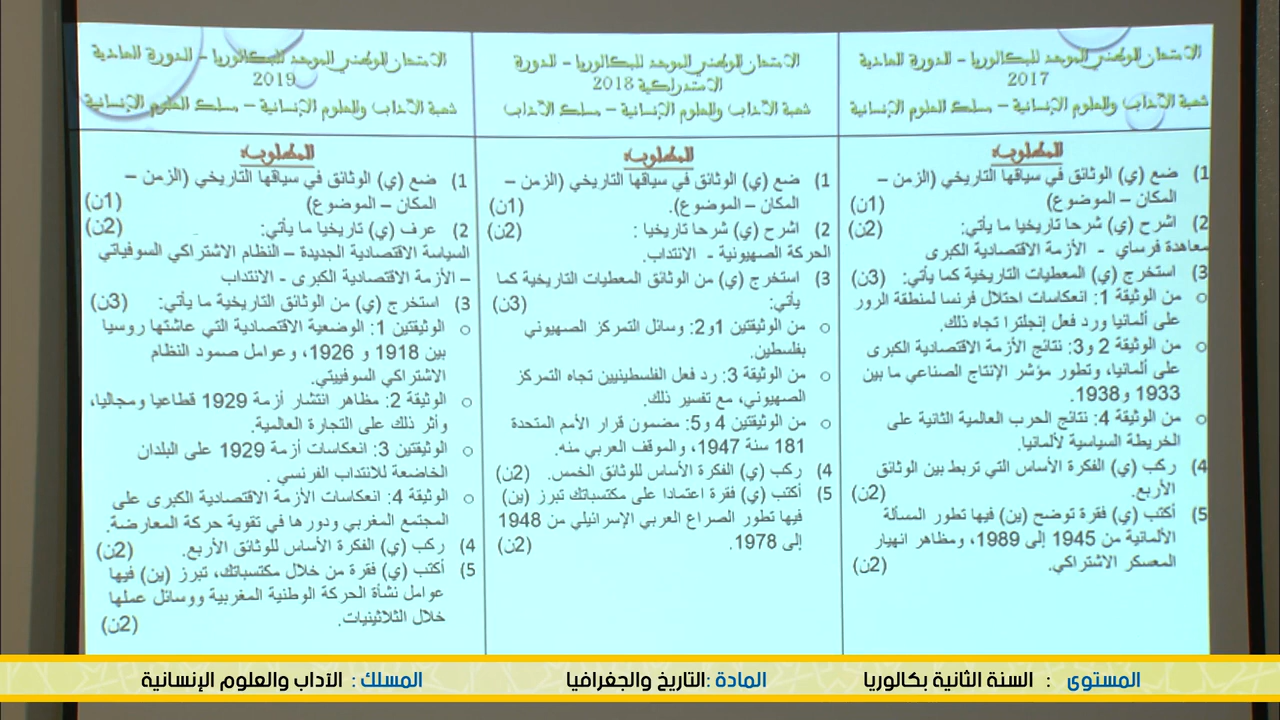 الامتحان الوطني الموحد للبكالوريا – الدورة العادية
2017
شعبة الآداب والعلوم الإنسانية – مسلك العلوم الإنسانية
المطلوب:
1) ضع (ي) الوثائق في سياقها التاريخي (الزمن –
المكان – الموضوع) (1ن)
2) اشرح (ي) شرحا تاريخيا ما يأتي: (2ن)
معاهدة فرساي - الأزمة الاقتصادية الكبرى
3) استخرج (ي) المعطيات التاريخية كما يأتي: (3ن)
o من الوثيقة 1: انعكاسات احتلال فرنسا لمنطقة الرور
على ألمانيا ورد فعل إنجلترا تجاه ذلك.
o من الوثيقة 2 و3: نتائج الأزمة الاقتصادية الكبرى
على ألمانيا، وتطور مؤشر الإنتاج الصناعي ما بين
1933 و 1938.
o من الوثيقة 4: نتائج الحرب العالمية الثانية على
الخريطة السياسية لألمانيا.
4) ركب (ي) الفكرة الأساس التي تربط بين الوثائق
الأربع. (2ن)
5) أكتب (ي) فقرة توضح (ين) فيها تطور المسألة
الألمانية من 1945 إلى 1989، ومظاهر انهيار
المعسكر الاشتراكي. (2ن)
الامتحان الوطني الموحد للبكالوريا – الدورة
الاستدراكية 2018
شعبة الآداب والعلوم الإنسانية – مسلك الآداب
المطلوب:
1) ضع (ي) الوثائق في سياقها التاريخي (الزمن –
المكان – الموضوع). (1ن)
2) اشرح (ي) شرحا تاريخيا : (2ن)
الحركة الصهيونية - الانتداب.
3) استخرج (ي) من الوثائق المعطيات التاريخية كما
يأتي: (3ن)
o من الوثيقتين 1و2: وسائل التمركز الصهيوني
بفلسطين.
o من الوثيقة 3: رد فعل الفلسطينيين تجاه التمركز
الصهيوني، مع تفسير ذلك.
o من الوثيقتين 4 و5: مضمون قرار الأمم المتحدة
181 سنة 1947، والموقف العربي منه.
4) ركب (ي) الفكرة الأساس للوثائق الخمس. (2ن)
5) أكتب (ي) فقرة اعتمادا على مكتسباتك تبرز (ين)
فيها تطور الصراع العربي الإسرائيلي من 1948
إلى 1978. (2ن)
الامتحان الوطني الموحد للبكالوريا – الدورة العادية
2019
شعبة الآداب والعلوم الإنسانية – مسلك العلوم الإنسانية
المطلوب:
1) ضع (ي) الوثائق في سياقها التاريخي (الزمن –
المكان – الموضوع) (1ن)
2) عرف (ي) تاريخيا ما يأتي: (2ن)
السياسة الاقتصادية الجديدة – النظام الاشتراكي السوفياتي
– الأزمة الاقتصادية الكبرى - الانتداب
3) استخرج (ي) من الوثائق التاريخية ما يأتي: (3ن)
o الوثيقتين 1: الوضعية الاقتصادية التي عاشتها روسيا
بين 1918 و 1926، وعوامل صمود النظام
الاشتراكي السوفييتي.
o الوثيقة 2: مظاهر انتشار أزمة 1929 قطاعيا ومجاليا،
وأثر ذلك على التجارة العالمية.
o الوثيقتين 3: انعكاسات أزمة 1929 على البلدان
الخاضعة للانتداب الفرنسي .
o الوثيقة 4: انعكاسات الأزمة الاقتصادية الكبرى على
المجتمع المغربي ودورها في تقوية حركة المعارضة.
4) ركب (ي) الفكرة الأساس للوثائق الأربع. (2ن)
5) أكتب (ي) فقرة من خلال مكتسباتك، تبرز (ين) فيها
عوامل نشأة الحركة الوطنية المغربية ووسائل عملها
خلال الثلاثينيات. (2ن)
المستوى : السنة الثانية بكالوريا المادة :التاريخ والجغرافيا المسلك : الآداب والعلوم الإنسانية